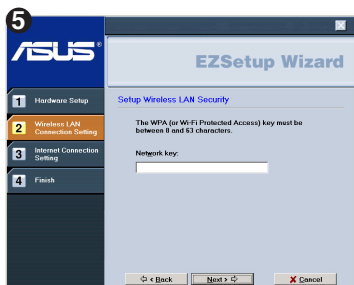 5
ASUS®
EZSetup Wizard
1 Hardware Setup
2 Wireless LAN
Connection Setting
3 Internet Connection
Setting
4 Finish
Setup Wireless LAN Security
The WPA (or Wi-Fi Protected Access) key must be
between 8 and 63 characters.
Network key:
< Back
Next >
X Cancel